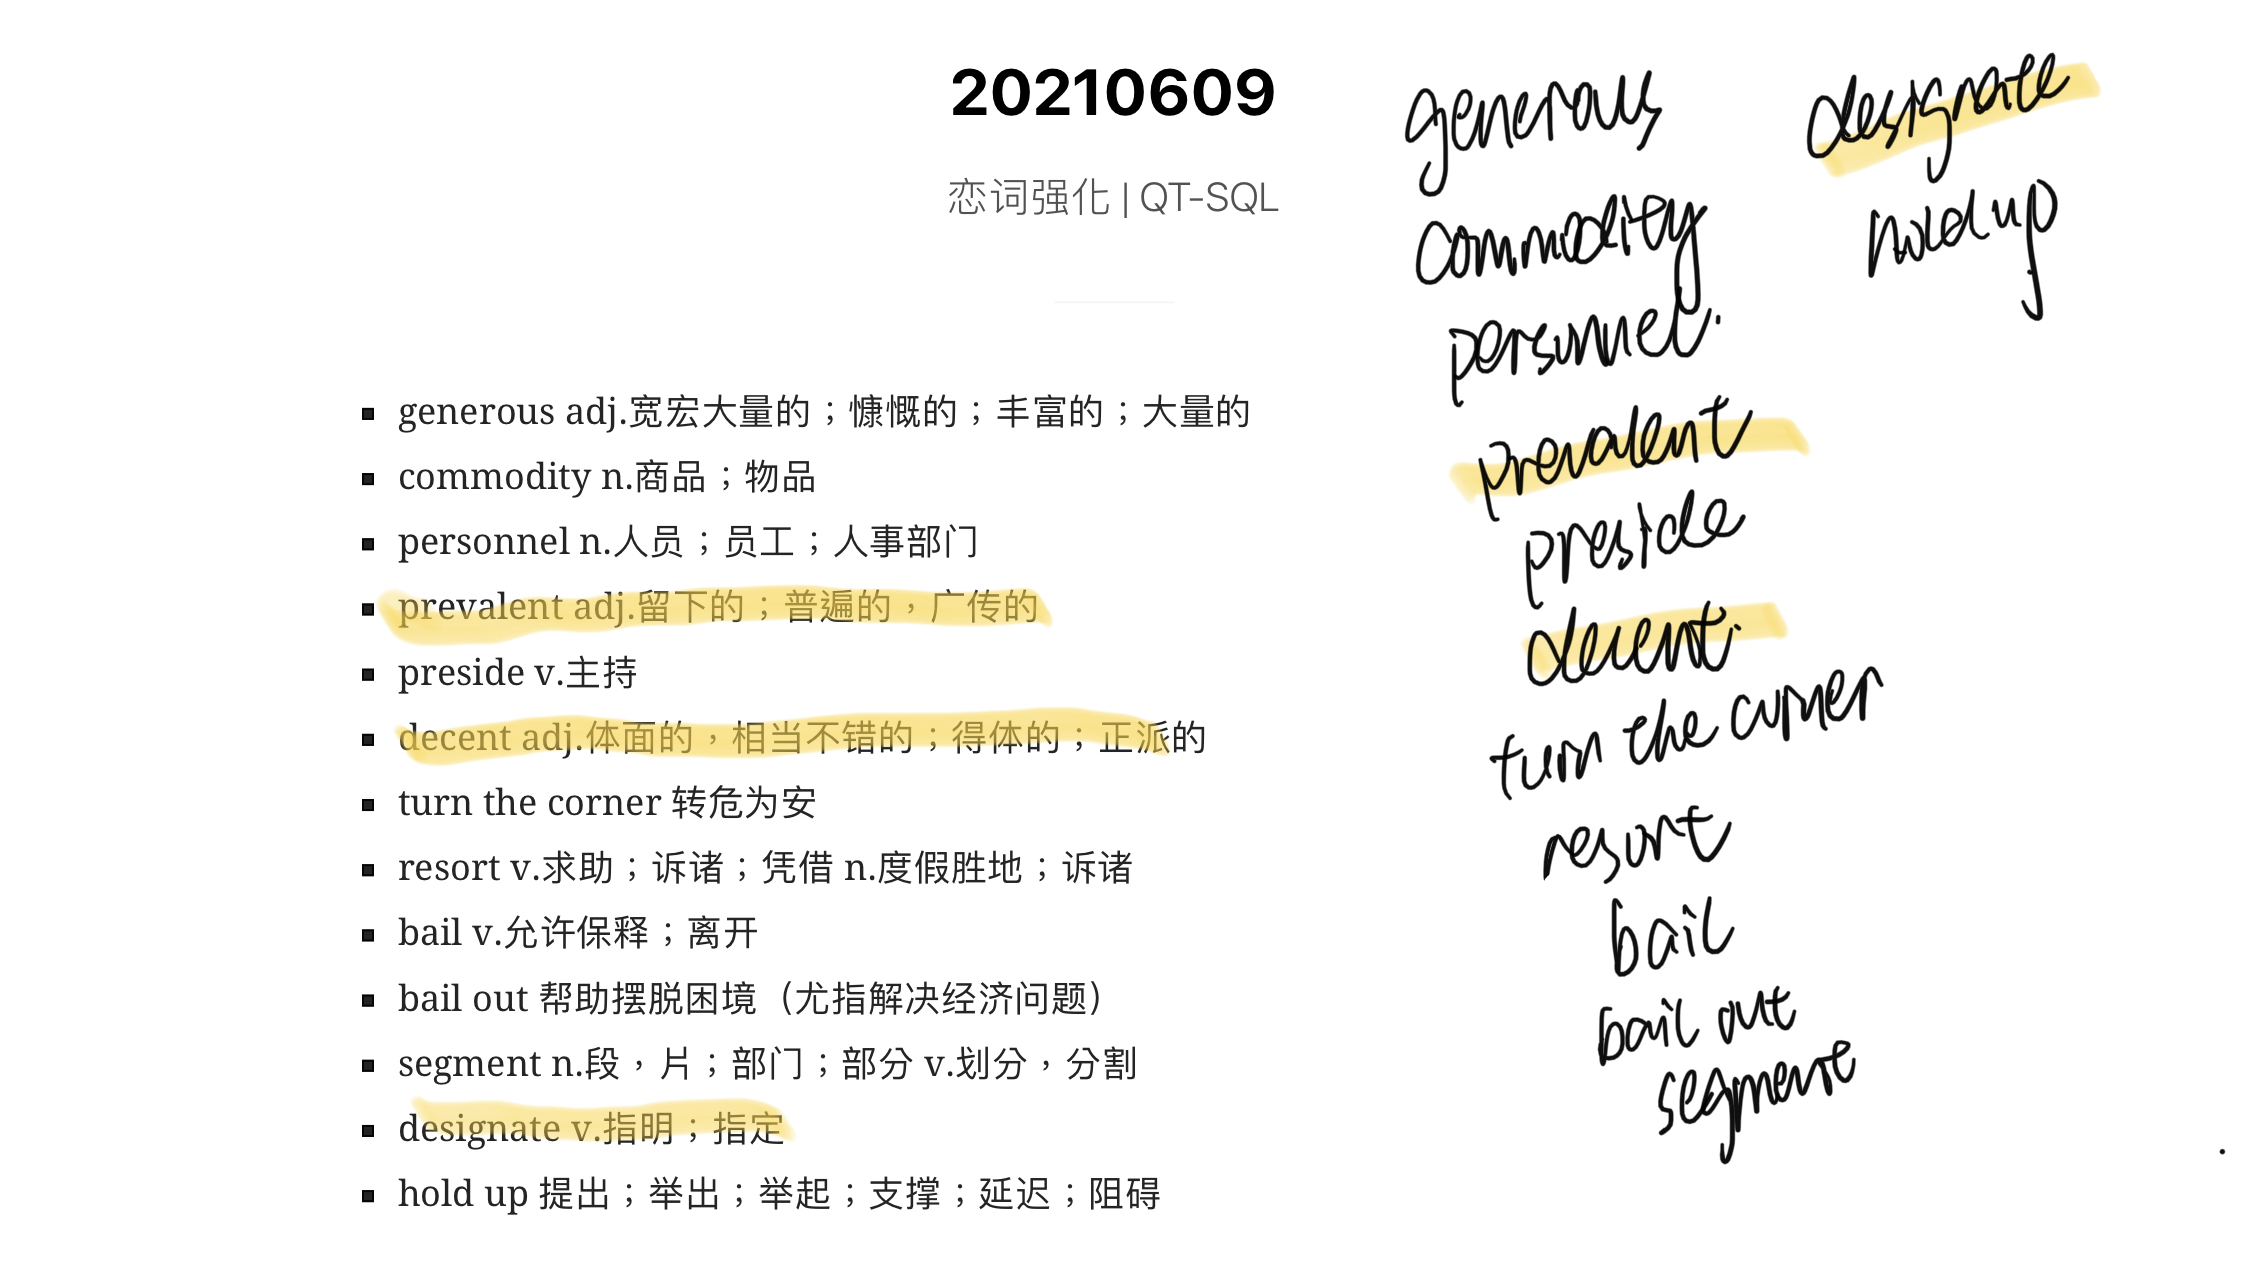 20210609
恋词强化 | QT-SQL
generous adj.宽宏大量的；慷慨的；丰富的；大量的
commodity n.商品；物品
personnel n.人员；员工；人事部门
prevalent adj.留下的；普遍的，广传的
preside v.主持
decent adj.体面的，相当不错的；得体的；正派的
turn the corner 转危为安
resort v.求助；诉诸；凭借 n.度假胜地；诉诸
bail v.允许保释；离开
bail out 帮助摆脱困境（尤指解决经济问题）
segment n.段，片；部门；部分 v.划分，分割
designate v.指明；指定
hold up 提出；举出；举起；支撑；延迟；阻碍
generous
commodity
personnel.
prevalent
preside
decent.
turn the corner
resort
bail
bail out
segment
designate
hold up